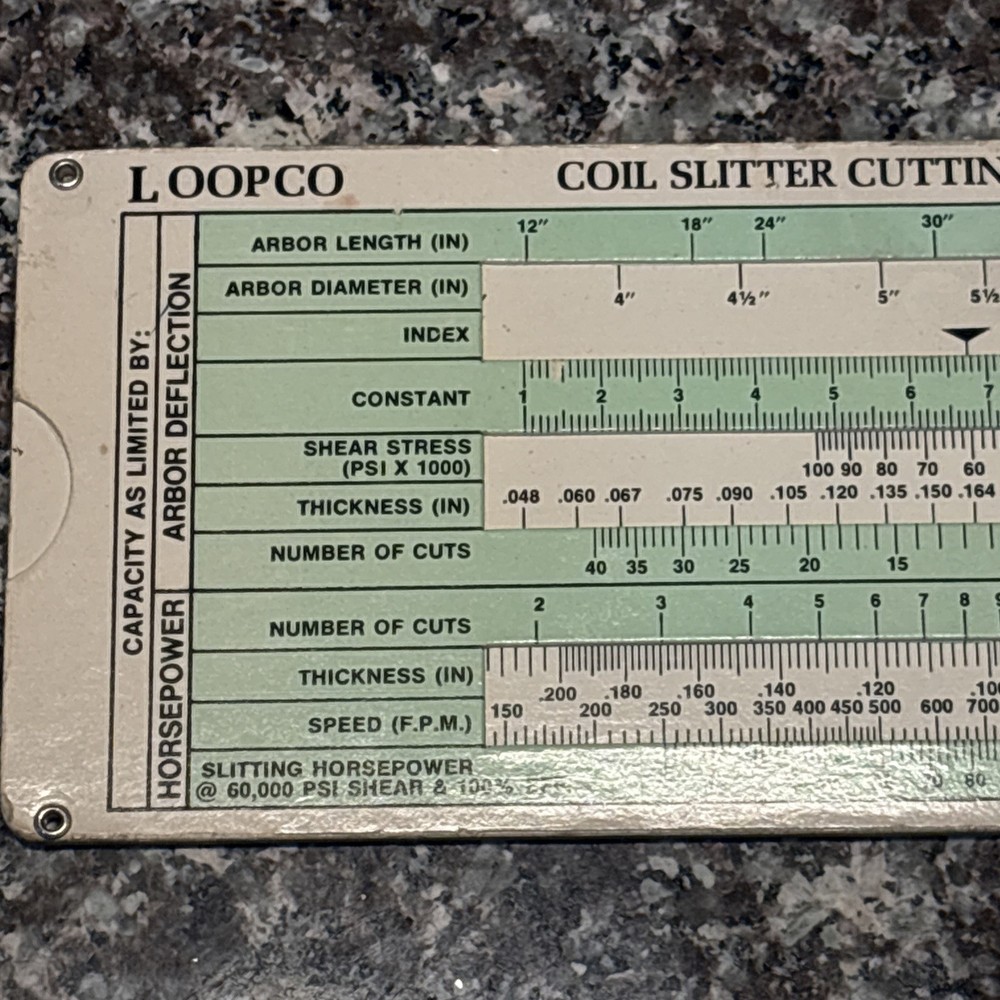 LOOPCO COIL SLITTER CUTTIN
CAPACITY AS LIMITED BY:
ARBOR DEFLECTION
ARBOR LENGTH (IN) 12" 18" 24" 30"
ARBOR DIAMETER (IN) 4" 4½" 5" 5½
INDEX
CONSTANT 1 2 3 4 5 6 7
SHEAR STRESS
(PSI X 1000) 100 90 80 70 60
THICKNESS (IN) .048 .060 .067 .075 .090 .105 .120 .135 .150 .164
NUMBER OF CUTS 40 35 30 25 20 15
HORSEPOWER
NUMBER OF CUTS 2 3 4 5 6 7 8 9
THICKNESS (IN) .200 .180 .160 .140 .120 .100
SPEED (F.P.M.) 150 200 250 300 350 400 450 500 600 700
SLITTING HORSEPOWER
@ 60,000 PSI SHEAR & 100% 80